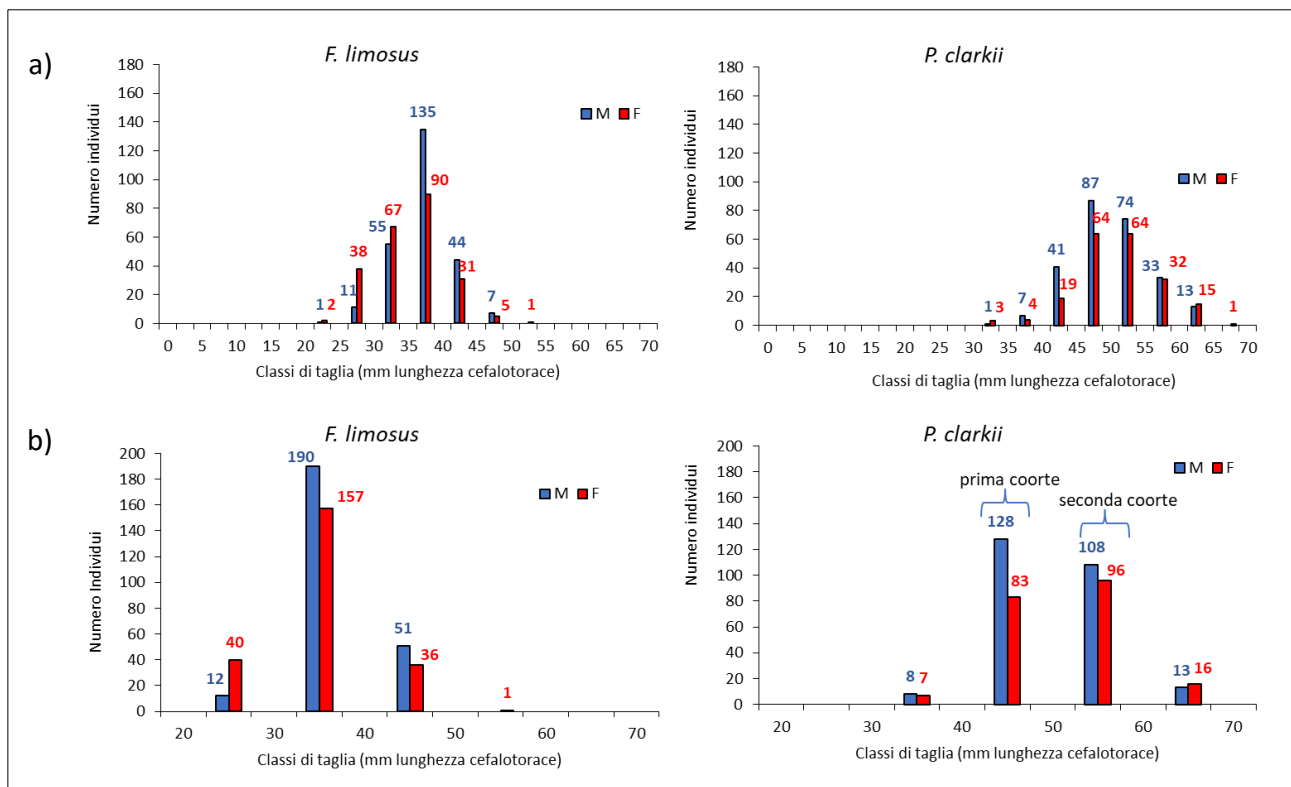 a)
F. limosus
Numero individui
180
160
140
120
100
80
60
40
20
0
1 2
11 38
55 67
135 90
44 31
7 5
1
M F
0 5 10 15 20 25 30 35 40 45 50 55 60 65 70
Classi di taglia (mm lunghezza cefalotorace)
P. clarkii
Numero individui
180
160
140
120
100
80
60
40
20
0
1 3
7 4
41 19
87 64
74 64
33 32
13 15
1
M F
0 5 10 15 20 25 30 35 40 45 50 55 60 65 70
Classi di taglia (mm lunghezza cefalotorace)
b)
F. limosus
Numero Individui
200
180
160
140
120
100
80
60
40
20
0
12 40
190 157
51 36
1
M F
20 30 40 50 60 70
Classi di taglia (mm lunghezza cefalotorace)
P. clarkii
Numero individui
200
180
160
140
120
100
80
60
40
20
0
prima coorte
seconda coorte
8 7
128 83
108 96
13 16
M F
20 30 40 50 60 70
Classi di taglia (mm lunghezza cefalotorace)